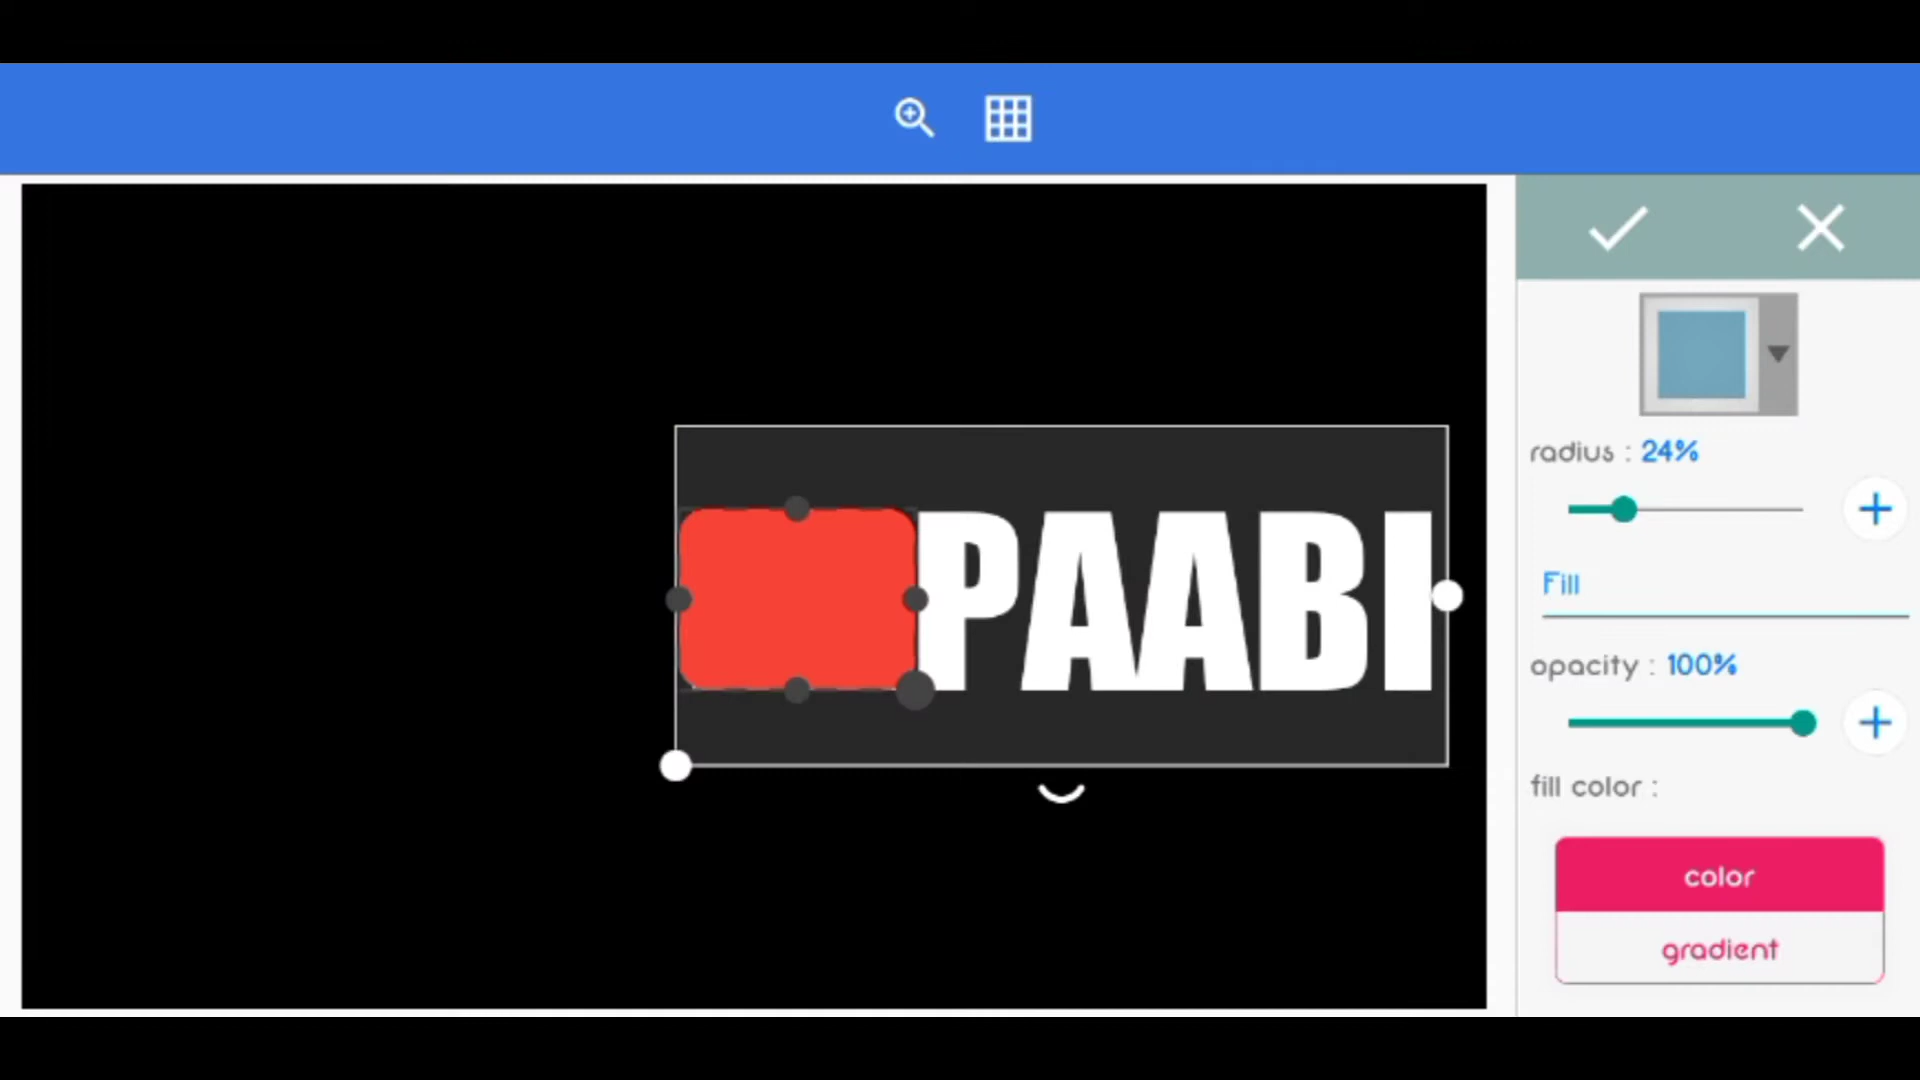 PAABI
radius : 24%
Fill
opacity : 100%
fill color :
color
gradient